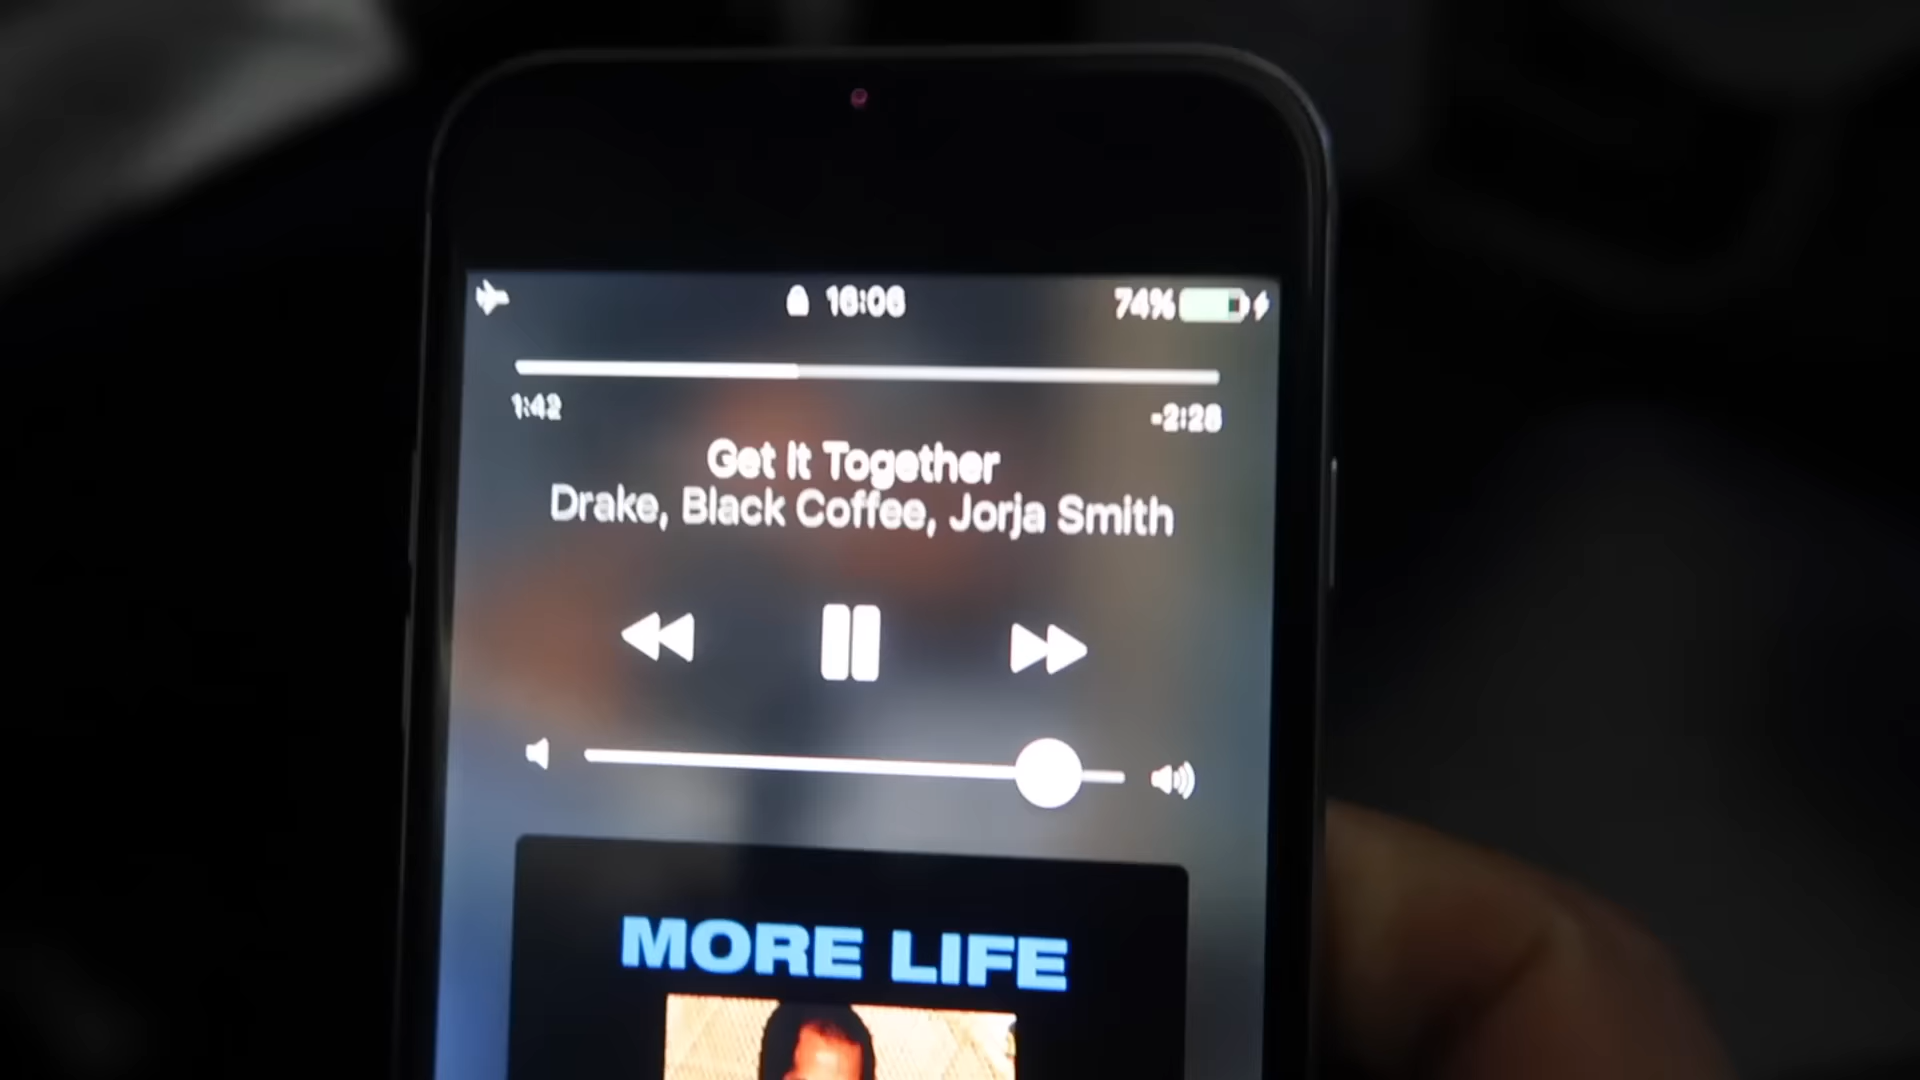 16:06 74%
1:42 -2:28
Get It Together
Drake, Black Coffee, Jorja Smith
MORE LIFE